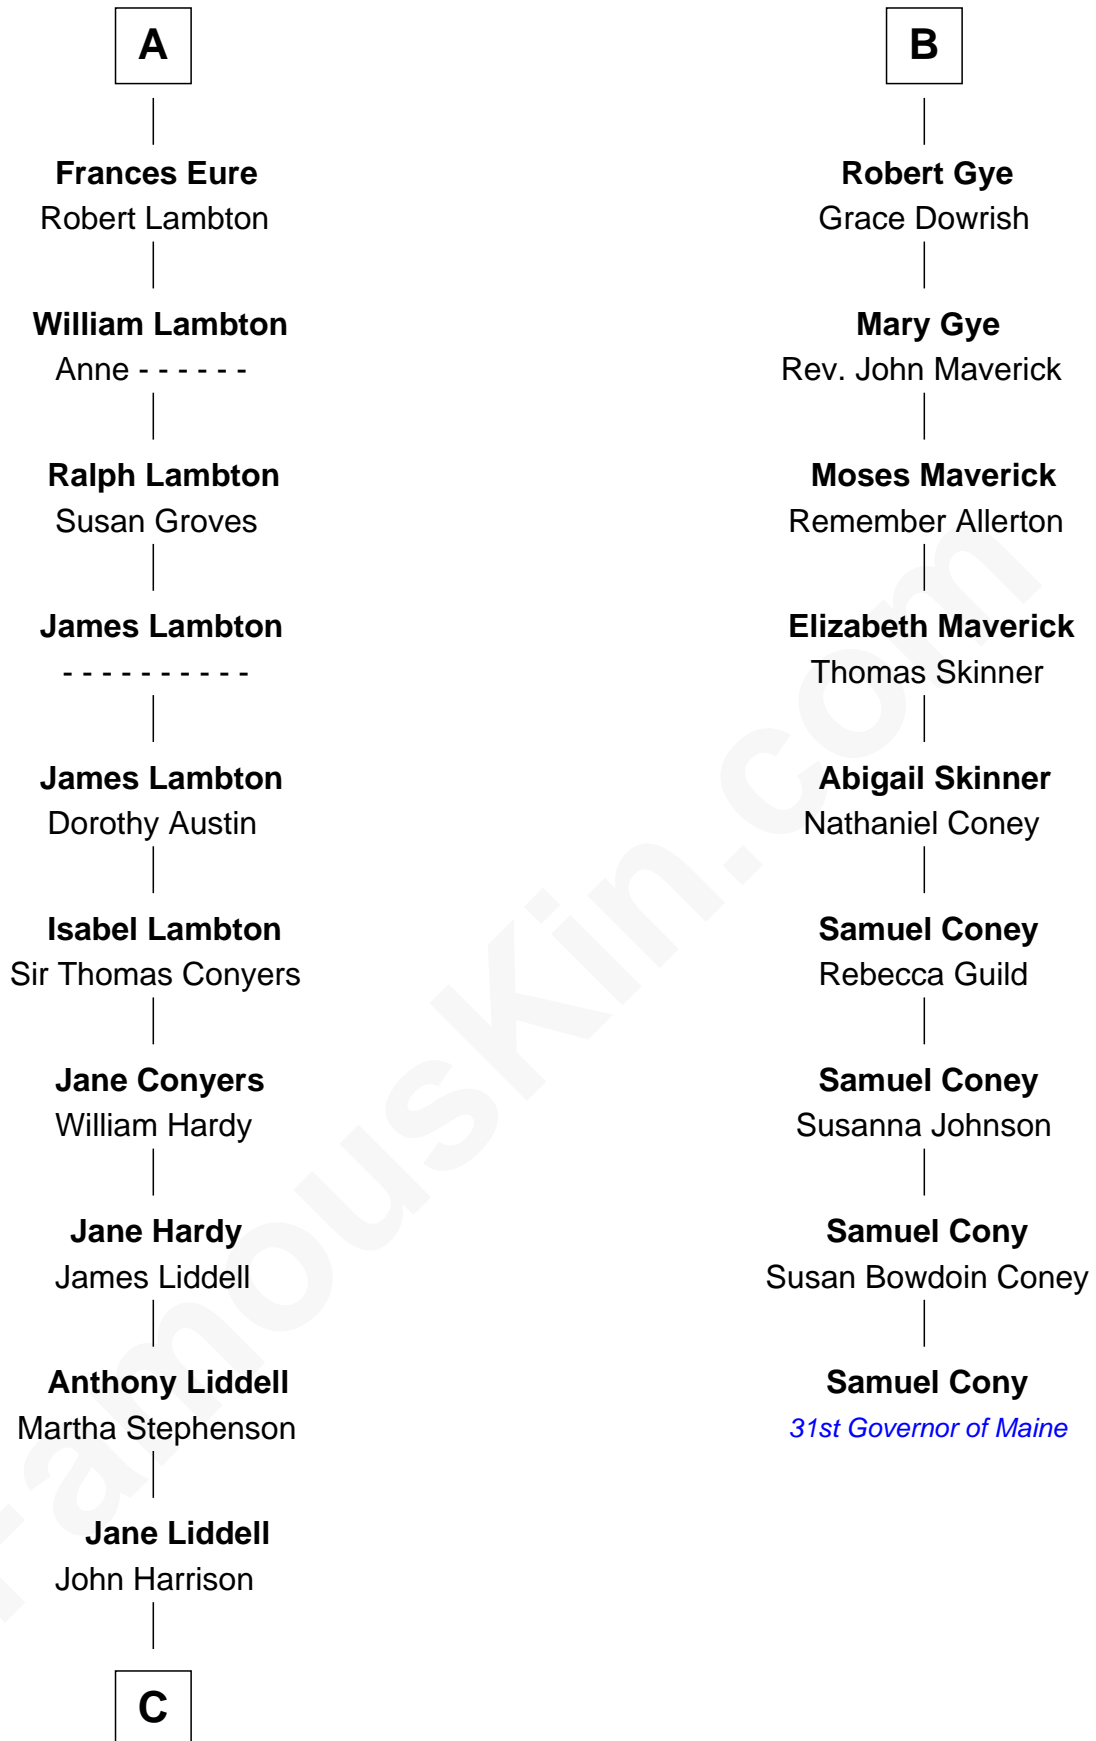 A
Frances Eure
Robert Lambton
William Lambton
Anne - - - - - -
Ralph Lambton
Susan Groves
James Lambton
- - - - - - - - - -
James Lambton
Dorothy Austin
Isabel Lambton
Sir Thomas Conyers
Jane Conyers
William Hardy
Jane Hardy
James Liddell
Anthony Liddell
Martha Stephenson
Jane Liddell
John Harrison
C
B
Robert Gye
Grace Dowrish
Mary Gye
Rev. John Maverick
Moses Maverick
Remember Allerton
Elizabeth Maverick
Thomas Skinner
Abigail Skinner
Nathaniel Coney
Samuel Coney
Rebecca Guild
Samuel Coney
Susanna Johnson
Samuel Cony
Susan Bowdoin Coney
Samuel Cony
31st Governor of Maine
FamousKin.com